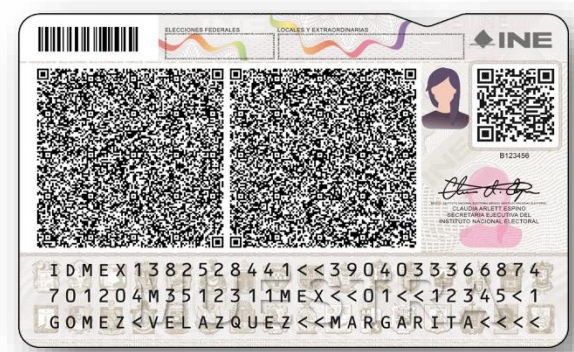 ELECCIONES FEDERALES
LOCALES Y EXTRAORDINARIAS
INE
B123456
CLAUDIA ARLETT ESPINO
SECRETARIA EJECUTIVA DEL
INSTITUTO NACIONAL ELECTORAL
IDMEX1382528441<<3904033366874
701204M3512311MEX<<01<<12345<1
GOMEZ<VELAZQUEZ<<MARGARITA<<<<